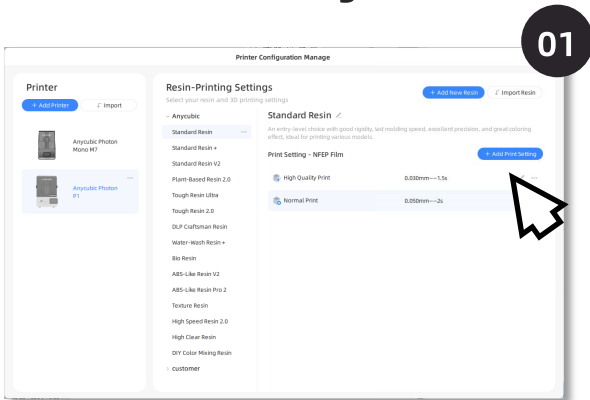 01
Printer Configuration Manage
Printer
+ Add Printer
Import
Anycubic Photon
Mono M7
Anycubic Photon
P1
Resin-Printing Settings
Select your resin and 3D printing settings
+ Add New Resin
Import Resin
Anycubic
Standard Resin
Standard Resin +
Standard Resin V2
Plant-Based Resin 2.0
Tough Resin Ultra
Tough Resin 2.0
DLP Craftsman Resin
Water-Wash Resin +
Bio Resin
ABS-Like Resin V2
ABS-Like Resin Pro 2
Texture Resin
High Speed Resin 2.0
High Clear Resin
DIY Color Mixing Resin
customer
Standard Resin
An entry-level choice with good rigidity, fast molding speed, excellent precision, and great coloring
effect, ideal for printing various models.
Print Setting - NFEP Film
+ Add Print Setting
High Quality Print 0.030mm~~1.5s
Normal Print 0.050mm~~2s